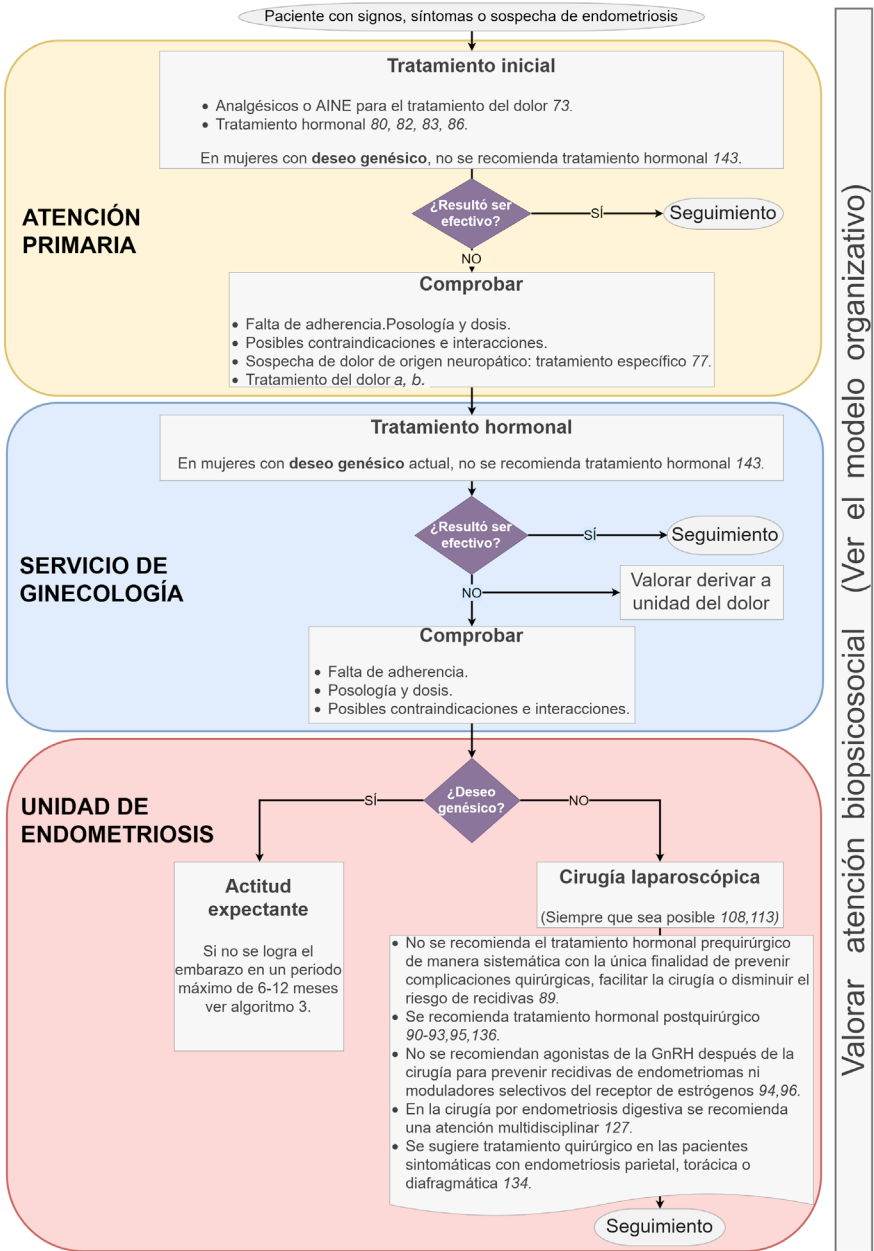 Paciente con signos, síntomas o sospecha de endometriosis
Tratamiento inicial
• Analgésicos o AINE para el tratamiento del dolor 73.
• Tratamiento hormonal 80, 82, 83, 86.
En mujeres con deseo genésico, no se recomienda tratamiento hormonal 143.
ATENCIÓN
PRIMARIA
¿Resultó ser
efectivo?
SÍ
Seguimiento
NO
Comprobar
• Falta de adherencia.Posología y dosis.
• Posibles contraindicaciones e interacciones.
• Sospecha de dolor de origen neuropático: tratamiento específico 77.
• Tratamiento del dolor a, b.
Tratamiento hormonal
En mujeres con deseo genésico actual, no se recomienda tratamiento hormonal 143.
SERVICIO DE
GINECOLOGÍA
¿Resultó ser
efectivo?
SÍ
Seguimiento
NO
Valorar derivar a
unidad del dolor
Comprobar
• Falta de adherencia.
• Posología y dosis.
• Posibles contraindicaciones e interacciones.
UNIDAD DE
ENDOMETRIOSIS
¿Deseo
genésico?
SÍ
NO
Actitud
expectante
Si no se logra el
embarazo en un periodo
máximo de 6-12 meses
ver algoritmo 3.
Cirugía laparoscópica
(Siempre que sea posible 108,113)
• No se recomienda el tratamiento hormonal prequirúrgico
de manera sistemática con la única finalidad de prevenir
complicaciones quirúrgicas, facilitar la cirugía o disminuir el
riesgo de recidivas 89.
• Se recomienda tratamiento hormonal postquirúrgico
90-93,95,136.
• No se recomiendan agonistas de la GnRH después de la
cirugía para prevenir recidivas de endometriomas ni
moduladores selectivos del receptor de estrógenos 94,96.
• En la cirugía por endometriosis digestiva se recomienda
una atención multidisciplinar 127.
• Se sugiere tratamiento quirúrgico en las pacientes
sintomáticas con endometriosis parietal, torácica o
diafragmática 134.
Seguimiento
Valorar atención biopsicosocial (Ver el modelo organizativo)